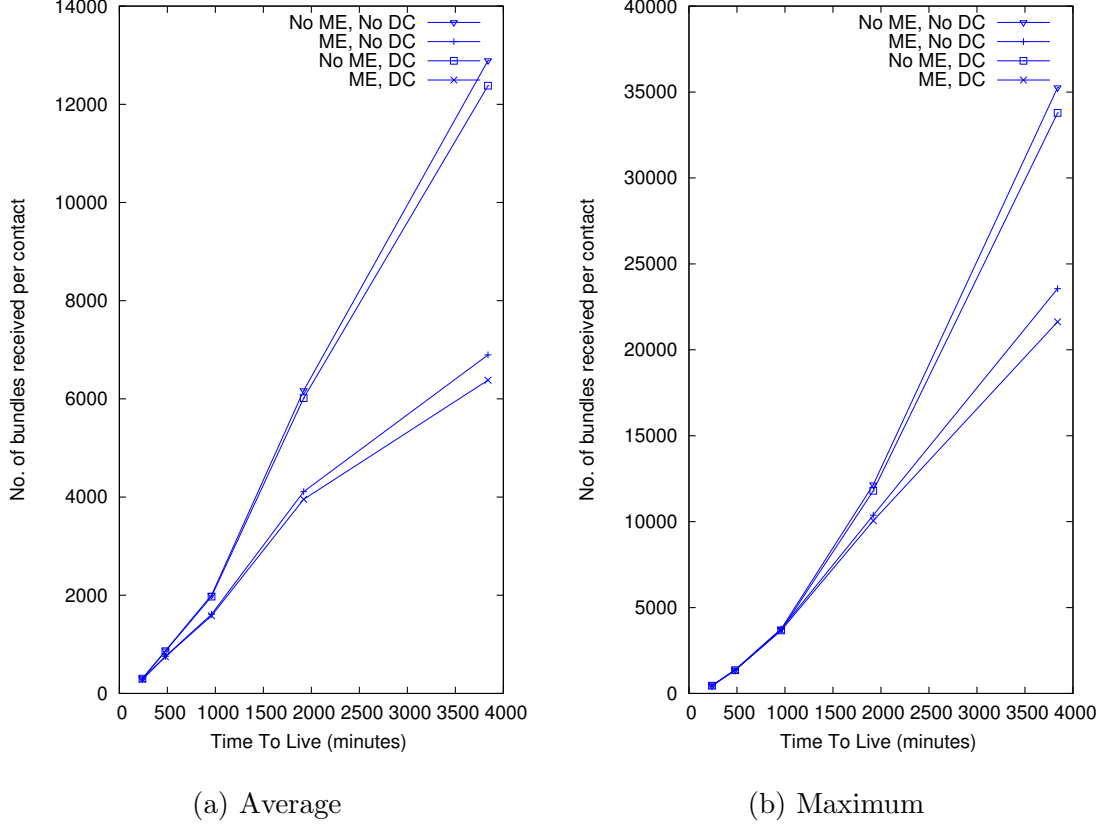 No. of bundles received per contact
14000
12000
10000
8000
6000
4000
2000
0
No ME, No DC
ME, No DC
No ME, DC
ME, DC
0 500 1000 1500 2000 2500 3000 3500 4000
Time To Live (minutes)
(a) Average
No. of bundles received per contact
40000
35000
30000
25000
20000
15000
10000
5000
0
No ME, No DC
ME, No DC
No ME, DC
ME, DC
0 500 1000 1500 2000 2500 3000 3500 4000
Time To Live (minutes)
(b) Maximum